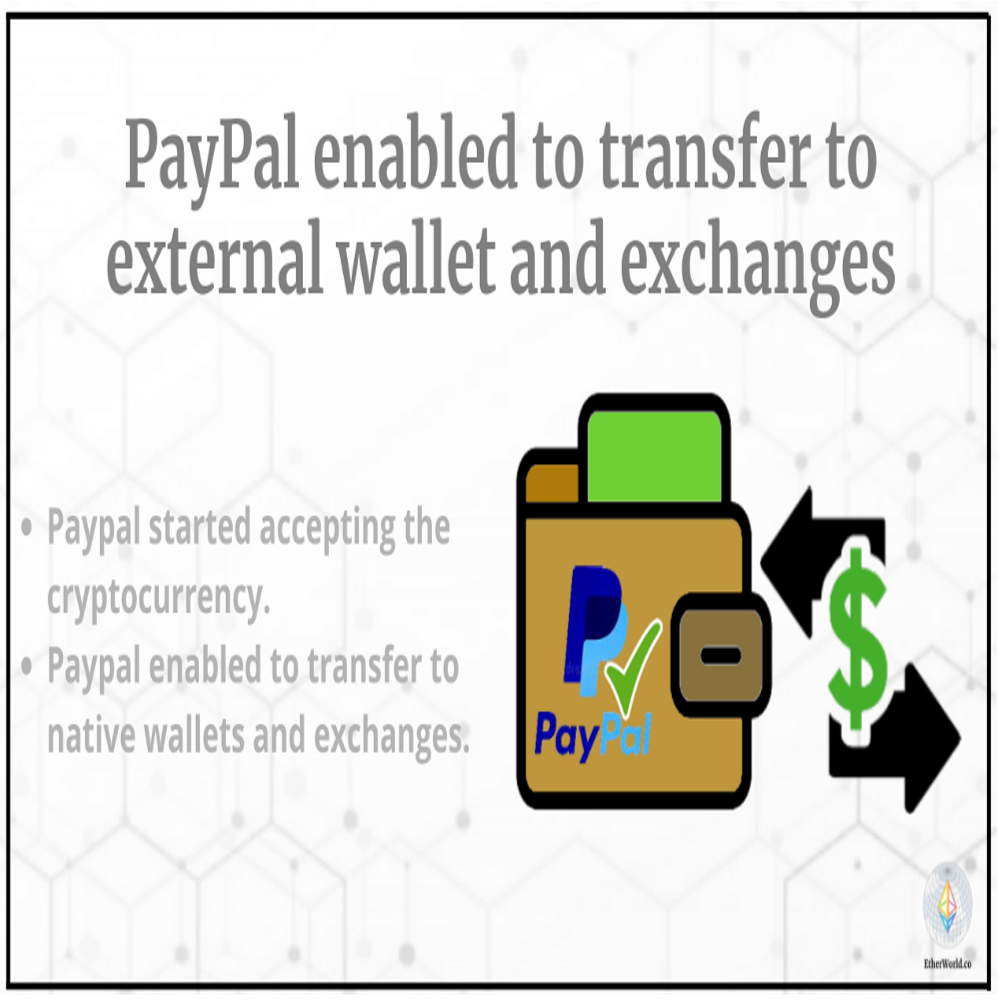 PayPal enabled to transfer to
external wallet and exchanges
• Paypal started accepting the
cryptocurrency.
• Paypal enabled to transfer to
native wallets and exchanges.
PayPal
$
EtherWorld.co